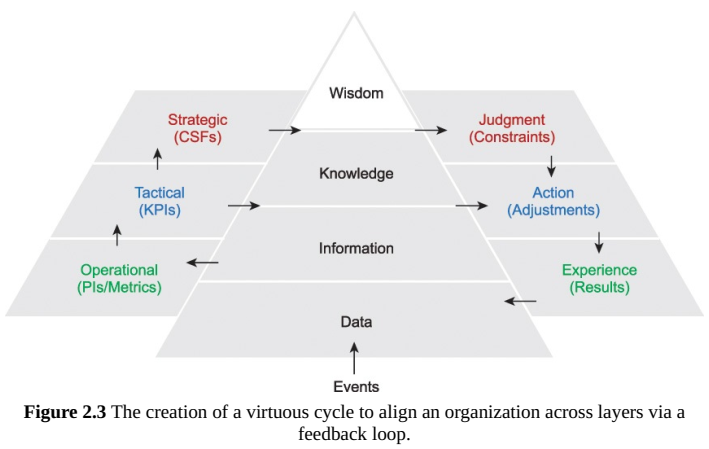 Wisdom
Strategic
(CSFs)
Judgment
(Constraints)
Knowledge
Tactical
(KPIs)
Action
(Adjustments)
Information
Operational
(PIs/Metrics)
Experience
(Results)
Data
Events
Figure 2.3 The creation of a virtuous cycle to align an organization across layers via a
feedback loop.